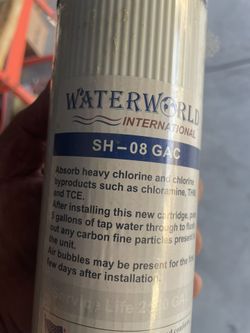 WATERWORLD
INTERNATIONAL
SH-08 GAC
Absorb heavy chlorine and chlorine
byproducts such as chloramine, THM
and TCE.
After installing this new cartridge,
5 gallons of tap water through to flush
out any carbon fine particles present
the unit.
Air bubbles may be present for the
few days after installation.
Life